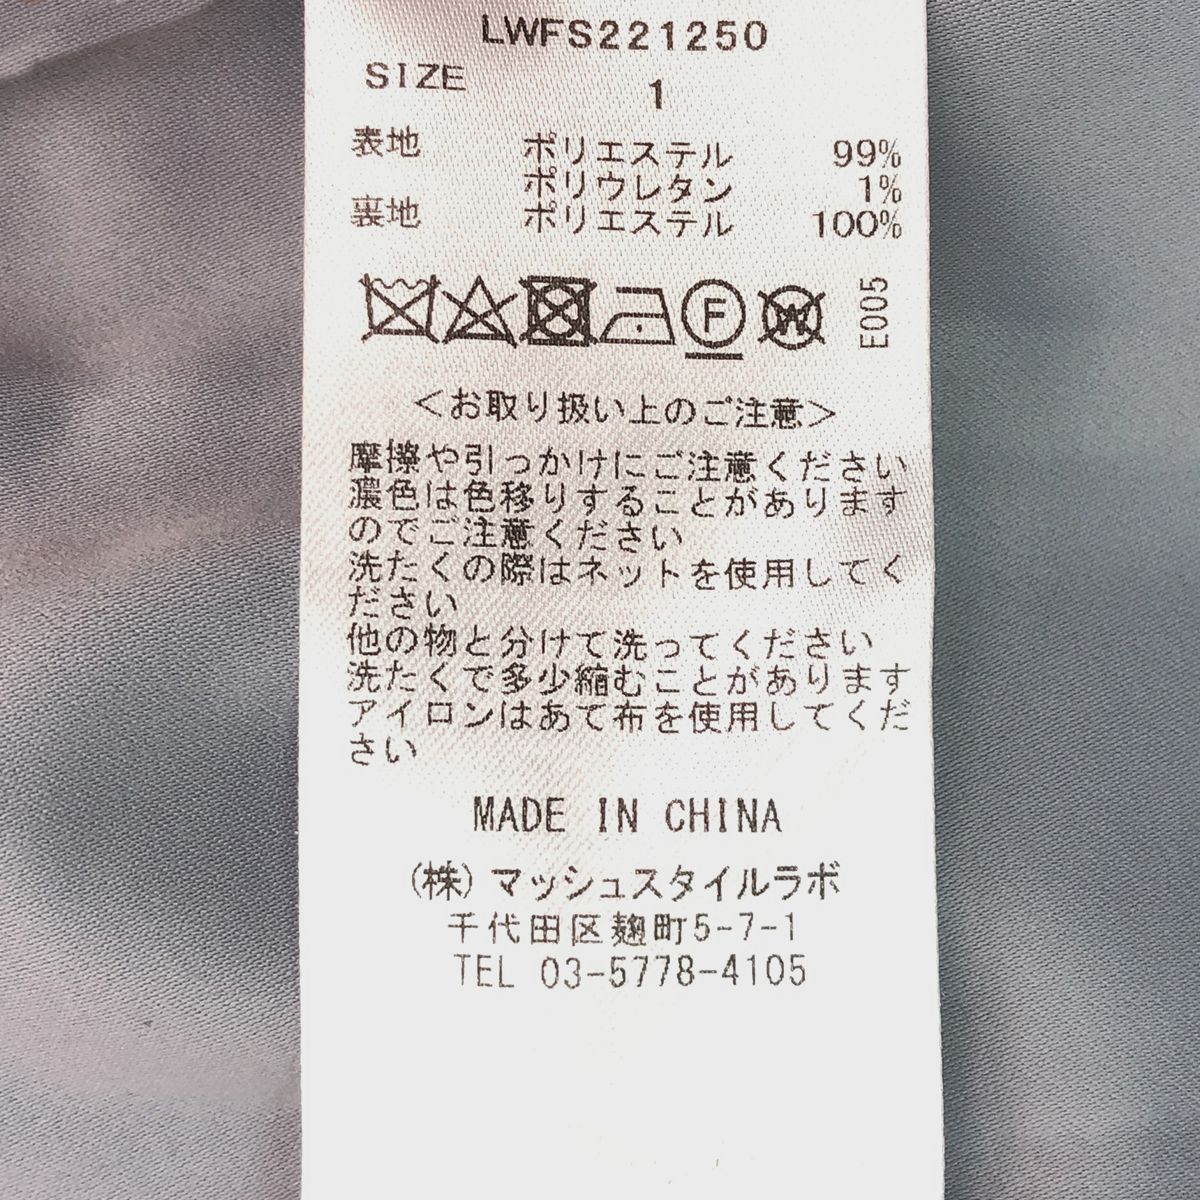 LWFS221250
SIZE 1
表地 ポリエステル 99%
ポリウレタン 1%
裏地 ポリエステル 100%
F W E005
<お取り扱い上のご注意>
摩擦や引っかけにご注意ください
濃色は色移りすることがあります
のでご注意ください
洗たくの際はネットを使用してく
ださい
他の物と分けて洗ってください
洗たくで多少縮むことがあります
アイロンはあて布を使用してくだ
さい
MADE IN CHINA
(株)マッシュスタイルラボ
千代田区麹町5-7-1
TEL 03-5778-4105